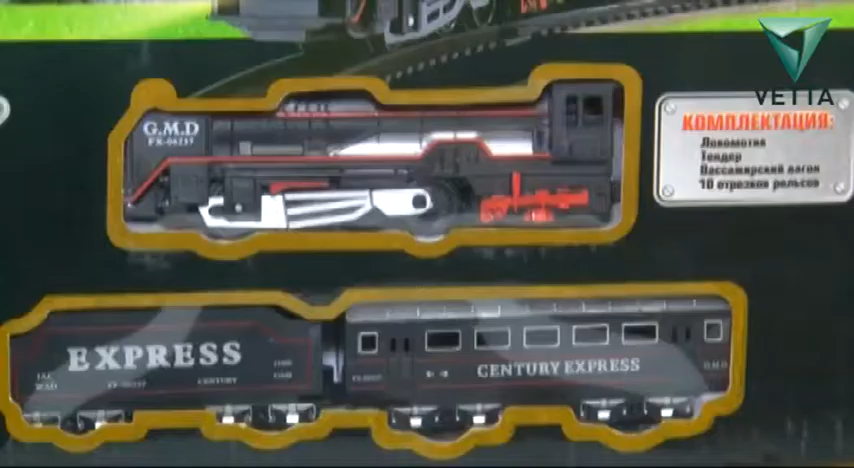 VETTA
КОМПЛЕКТАЦИЯ:
Локомотив
Тендер
Пассажирский вагон
10 отрезков рельсов
G.M.D
EXPRESS
CENTURY
CENTURY EXPRESS
G.M.D